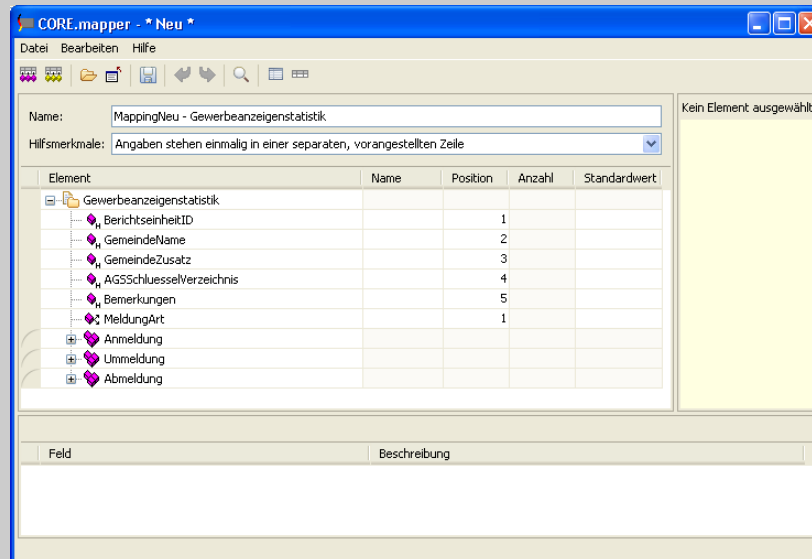 CORE.mapper - * Neu *
Datei Bearbeiten Hilfe
Name: MappingNeu - Gewerbeanzeigenstatistik
Kein Element ausgewählt
Hilfsmerkmale: Angaben stehen einmalig in einer separaten, vorangestellten Zeile
Element Name Position Anzahl Standardwert
Gewerbeanzeigenstatistik
H BerichtseinheitID 1
H GemeindeName 2
H GemeindeZusatz 3
H AGSSchluesselVerzeichnis 4
H Bemerkungen 5
MeldungArt 1
Anmeldung
Ummeldung
Abmeldung
Feld Beschreibung